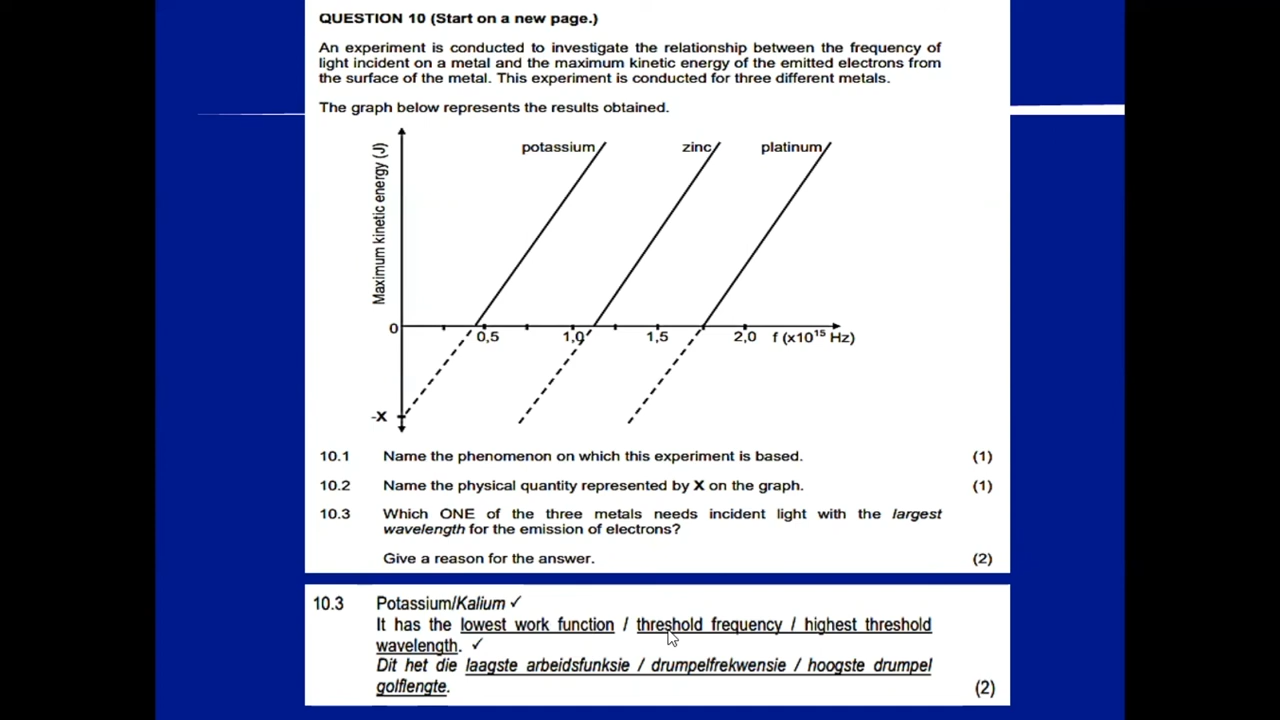 QUESTION 10 (Start on a new page.)
An experiment is conducted to investigate the relationship between the frequency of
light incident on a metal and the maximum kinetic energy of the emitted electrons from
the surface of the metal. This experiment is conducted for three different metals.
The graph below represents the results obtained.
Maximum kinetic energy (J)
potassium
zinc
platinum
0
0,5
1,0
1,5
2,0
f (x10¹⁵ Hz)
-X
10.1 Name the phenomenon on which this experiment is based. (1)
10.2 Name the physical quantity represented by X on the graph. (1)
10.3 Which ONE of the three metals needs incident light with the largest
wavelength for the emission of electrons?
Give a reason for the answer. (2)
10.3 Potassium/Kalium ✓
It has the lowest work function / threshold frequency / highest threshold
wavelength. ✓
Dit het die laagste arbeidsfunksie / drumpelfrekwensie / hoogste drumpel
golflengte. (2)